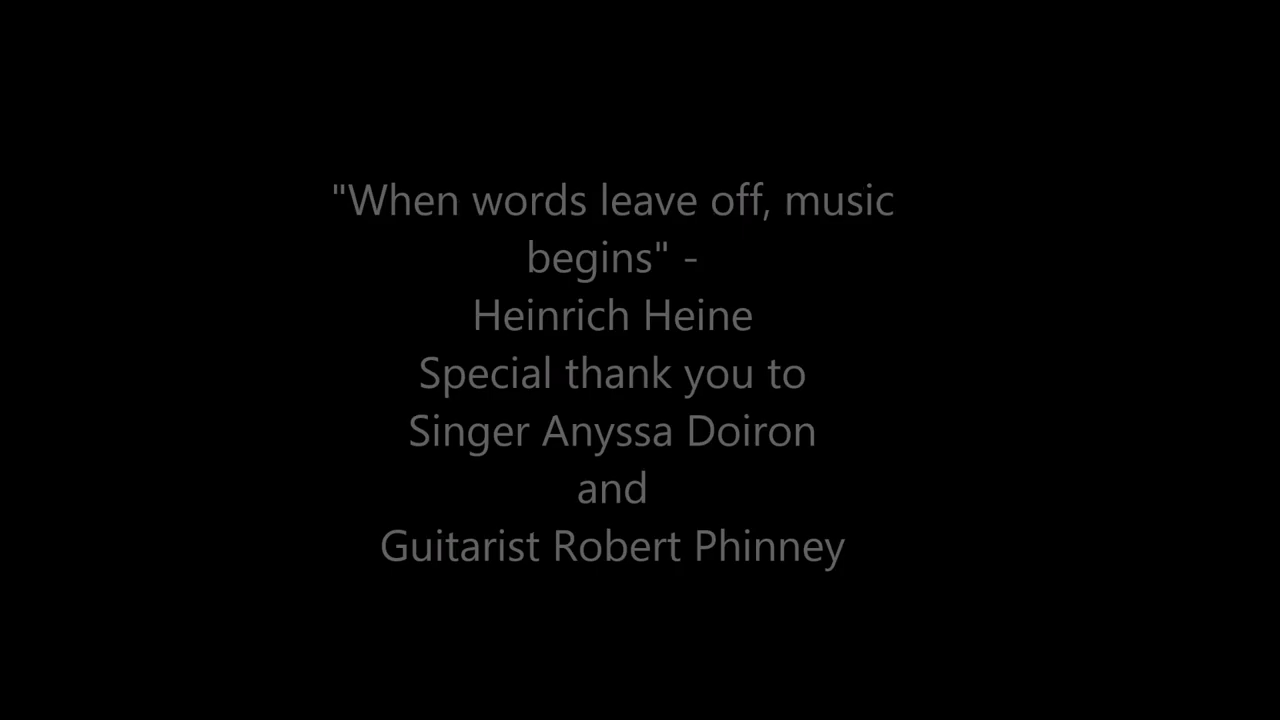 "When words leave off, music
begins" -
Heinrich Heine
Special thank you to
Singer Anyssa Doiron
and
Guitarist Robert Phinney